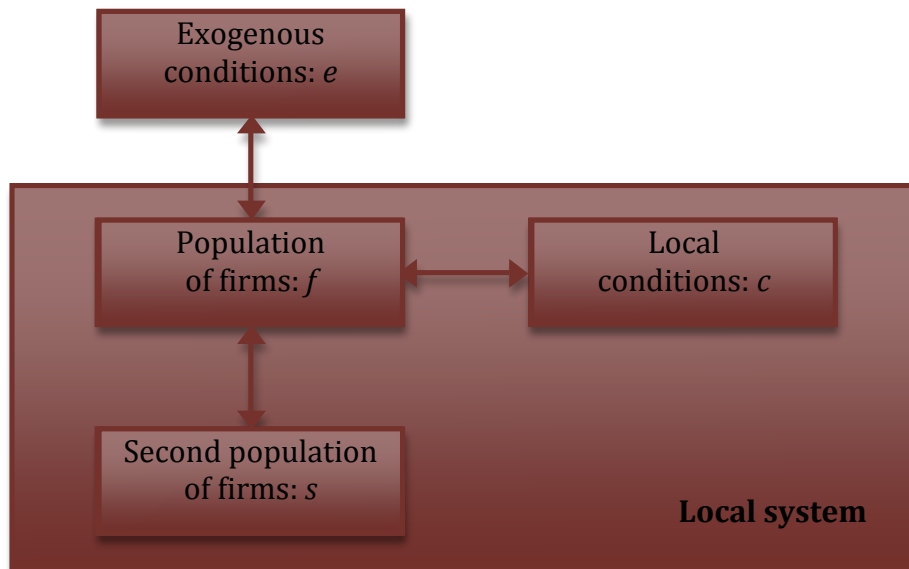 Exogenous
conditions: e
Population
of firms: f
Local
conditions: c
Second population
of firms: s
Local system